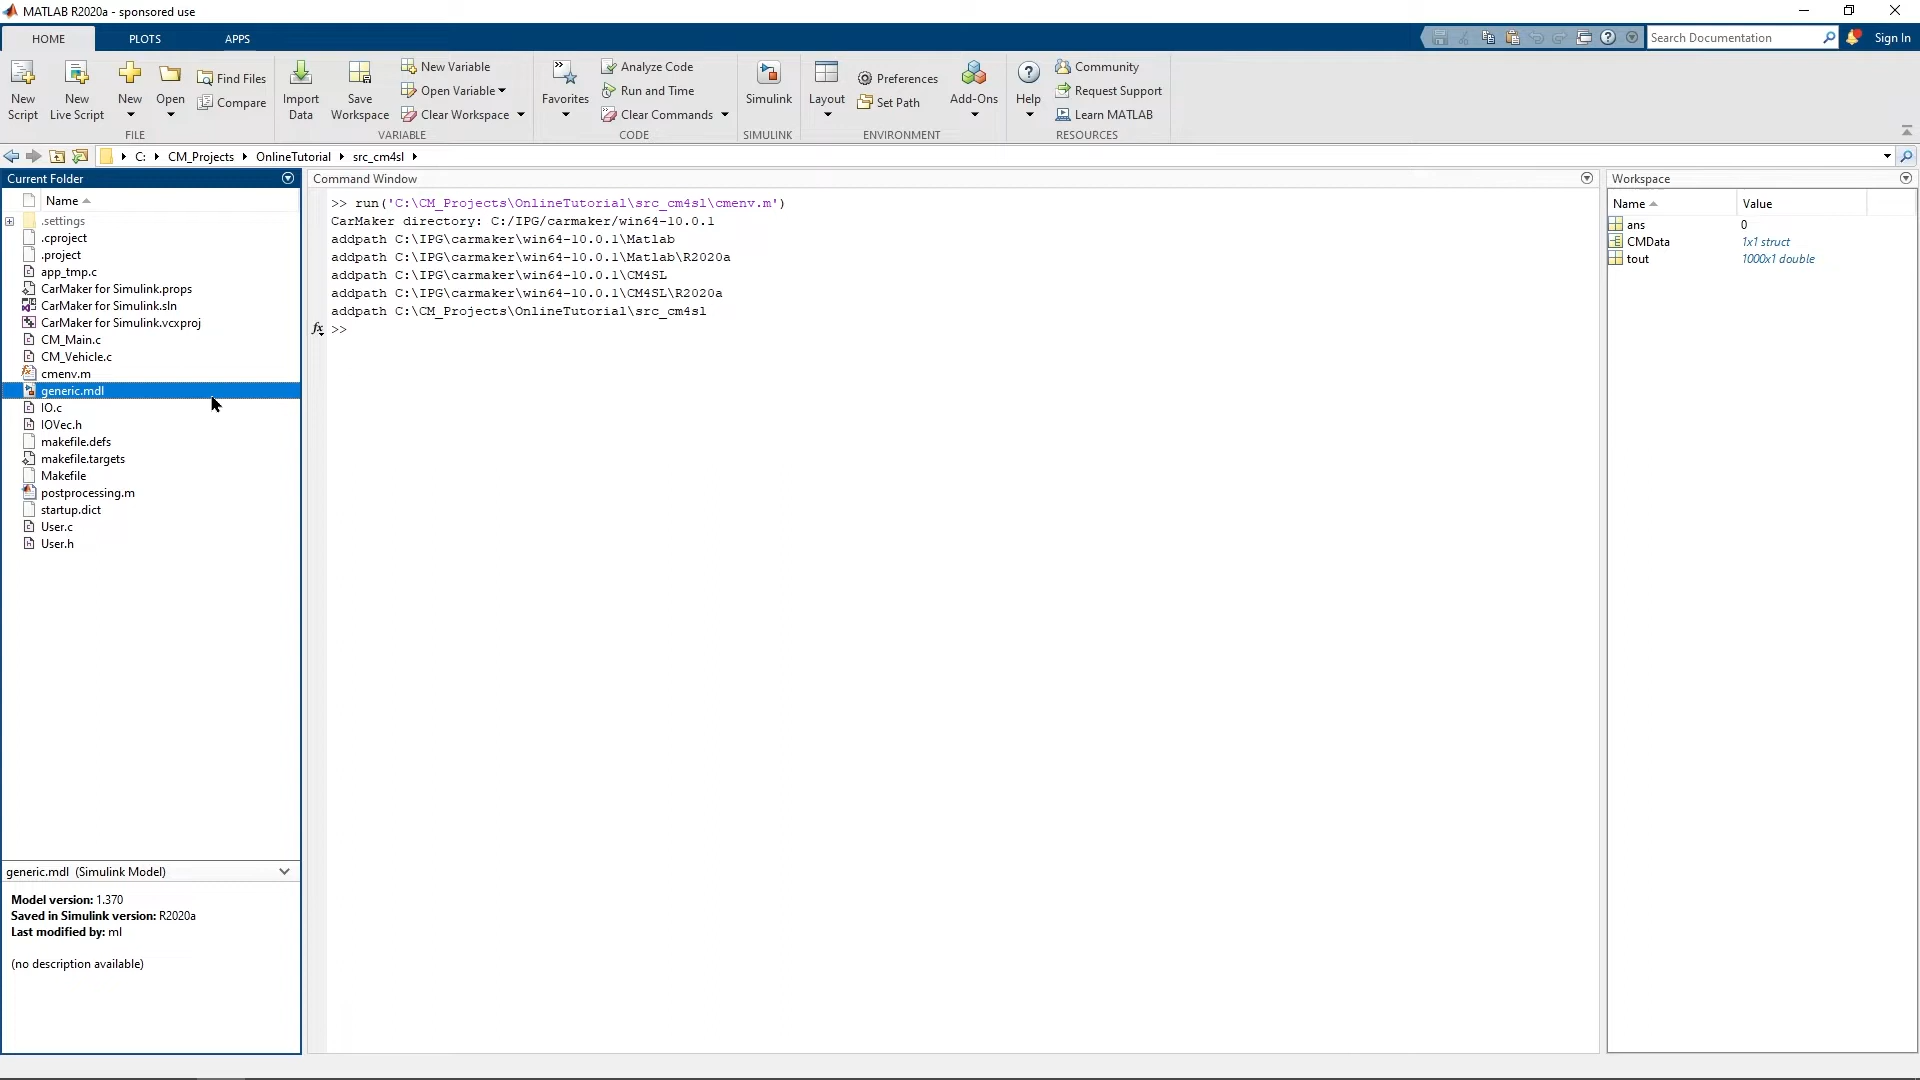 MATLAB R2020a - sponsored use
HOME PLOTS APPS
Search Documentation
Sign In
New Script
New Live Script
New
Open
Find Files
Compare
FILE
Import Data
Save Workspace
New Variable
Open Variable
Clear Workspace
VARIABLE
Favorites
Analyze Code
Run and Time
Clear Commands
CODE
Simulink
SIMULINK
Layout
Preferences
Set Path
Add-Ons
ENVIRONMENT
Help
Community
Request Support
Learn MATLAB
RESOURCES
C: CM_Projects OnlineTutorial src_cm4sl
Current Folder
Name
.settings
.cproject
.project
app_tmp.c
CarMaker for Simulink.props
CarMaker for Simulink.sln
CarMaker for Simulink.vcxproj
CM_Main.c
CM_Vehicle.c
cmenv.m
generic.mdl
IO.c
IOVec.h
makefile.defs
makefile.targets
Makefile
postprocessing.m
startup.dict
User.c
User.h
generic.mdl (Simulink Model)
Model version: 1.370
Saved in Simulink version: R2020a
Last modified by: ml
(no description available)
Command Window
>> run('C:\CM_Projects\OnlineTutorial\src_cm4sl\cmenv.m')
CarMaker directory: C:/IPG/carmaker/win64-10.0.1
addpath C:\IPG\carmaker\win64-10.0.1\Matlab
addpath C:\IPG\carmaker\win64-10.0.1\Matlab\R2020a
addpath C:\IPG\carmaker\win64-10.0.1\CM4SL
addpath C:\IPG\carmaker\win64-10.0.1\CM4SL\R2020a
addpath C:\CM_Projects\OnlineTutorial\src_cm4sl
fx >>
Workspace
Name Value
ans 0
CMData 1x1 struct
tout 1000x1 double